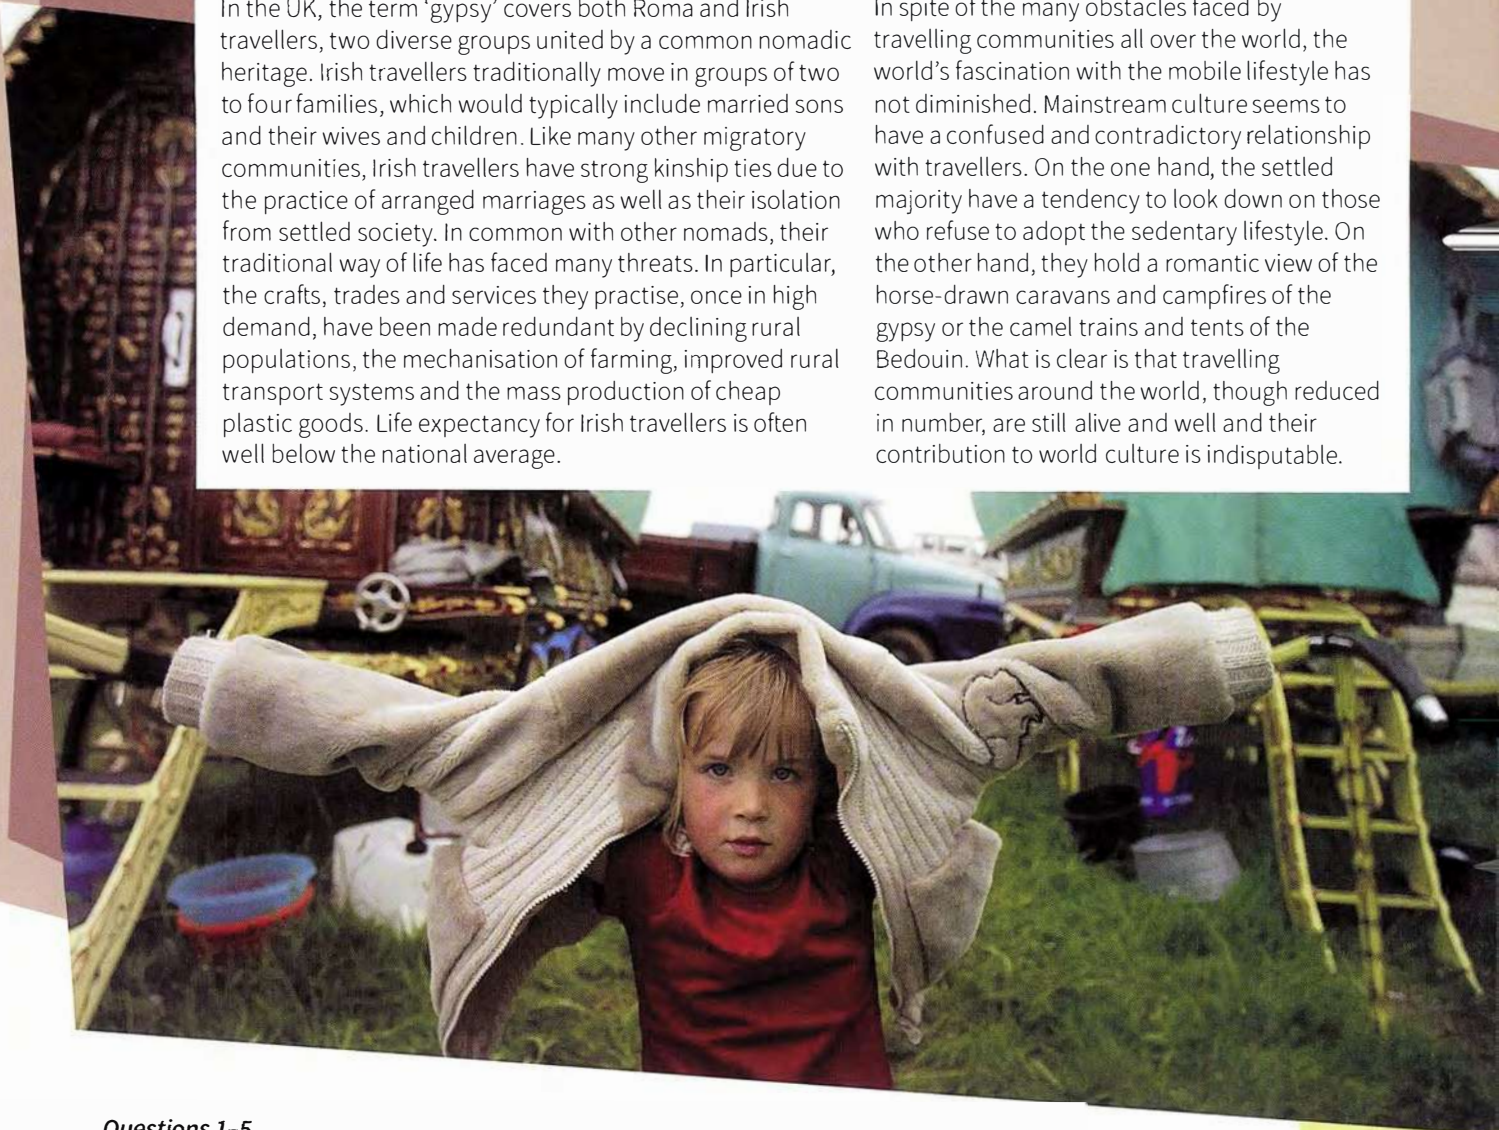 In the UK, the term ‘gypsy’ covers both Roma and Irish
travellers, two diverse groups united by a common nomadic
heritage. Irish travellers traditionally move in groups of two
to four families, which would typically include married sons
and their wives and children. Like many other migratory
communities, Irish travellers have strong kinship ties due to
the practice of arranged marriages as well as their isolation
from settled society. In common with other nomads, their
traditional way of life has faced many threats. In particular,
the crafts, trades and services they practise, once in high
demand, have been made redundant by declining rural
populations, the mechanisation of farming, improved rural
transport systems and the mass production of cheap
plastic goods. Life expectancy for Irish travellers is often
well below the national average.
In spite of the many obstacles faced by
travelling communities all over the world, the
world’s fascination with the mobile lifestyle has
not diminished. Mainstream culture seems to
have a confused and contradictory relationship
with travellers. On the one hand, the settled
majority have a tendency to look down on those
who refuse to adopt the sedentary lifestyle. On
the other hand, they hold a romantic view of the
horse-drawn caravans and campfires of the
gypsy or the camel trains and tents of the
Bedouin. What is clear is that travelling
communities around the world, though reduced
in number, are still alive and well and their
contribution to world culture is indisputable.
Questions 1–5